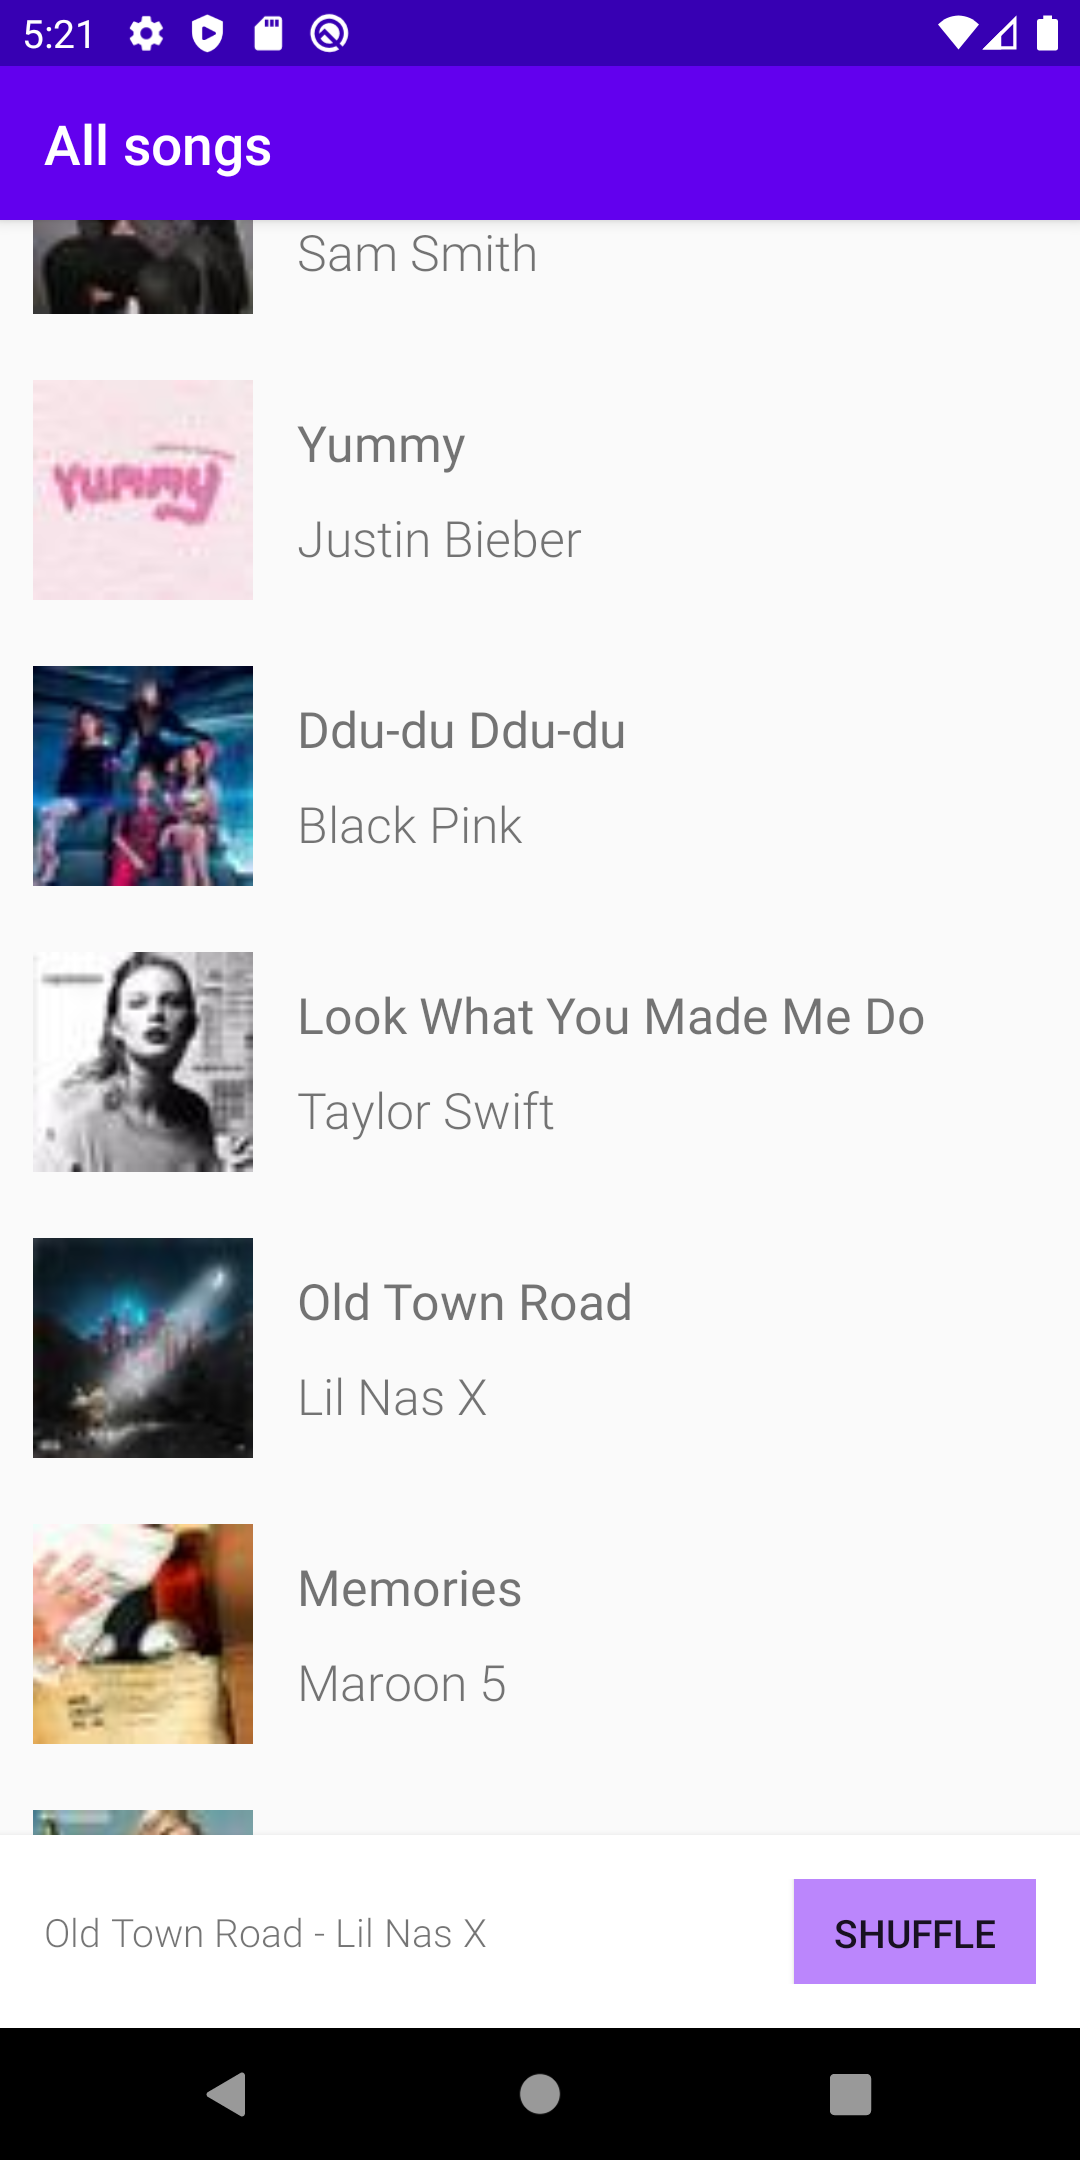 5:21
All songs
Sam Smith
Yummy
Yummy
Justin Bieber
Ddu-du Ddu-du
Black Pink
Look What You Made Me Do
Taylor Swift
Old Town Road
Lil Nas X
Memories
Maroon 5
Old Town Road - Lil Nas X
SHUFFLE